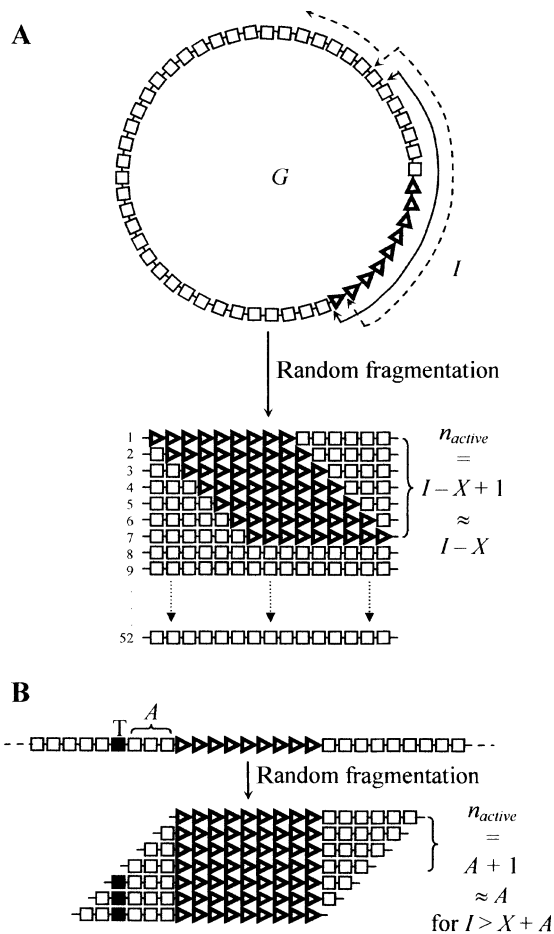 A
G
I
Random fragmentation
1
2
3
4
5
6
7
8
9
52
n_active
=
I – X + 1
≈
I – X
B
T
A
Random fragmentation
n_active
=
A + 1
≈ A
for I > X + A